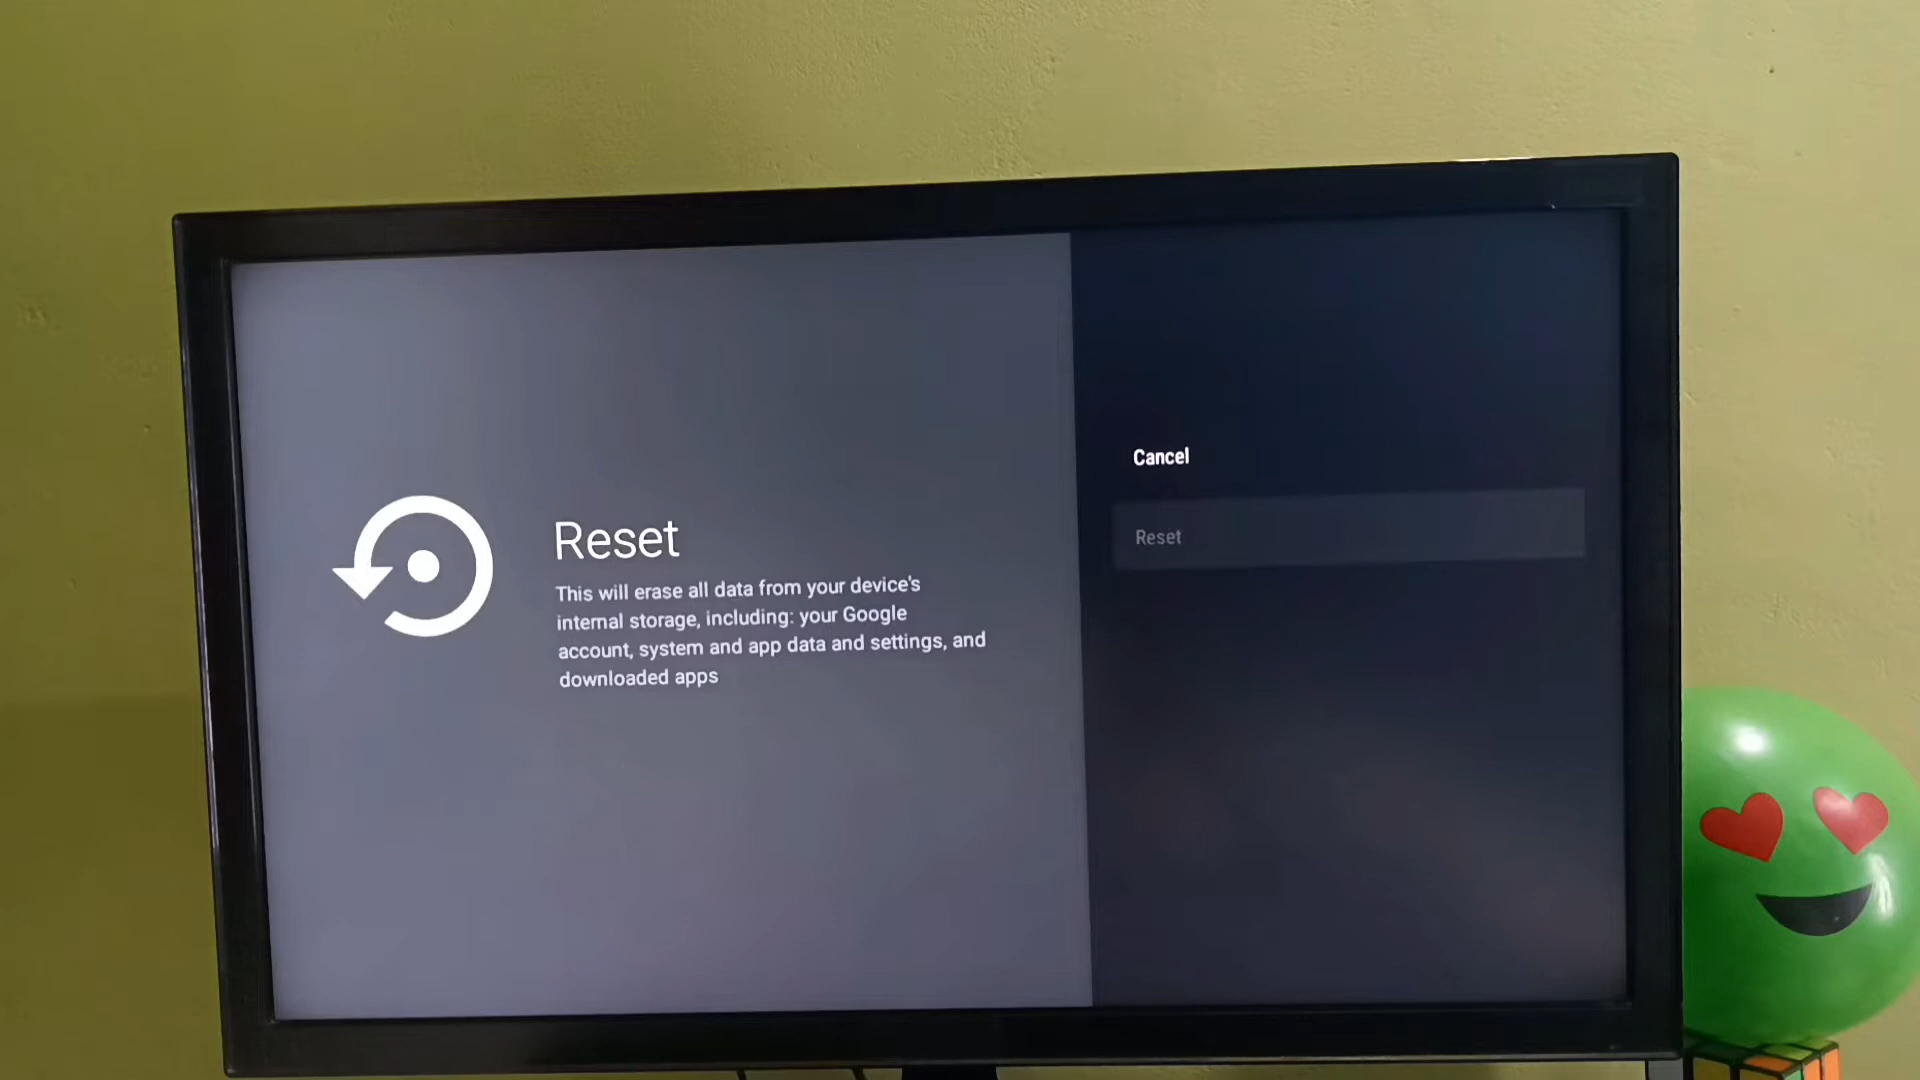 Reset
This will erase all data from your device's
internal storage, including: your Google
account, system and app data and settings, and
downloaded apps
Cancel
Reset